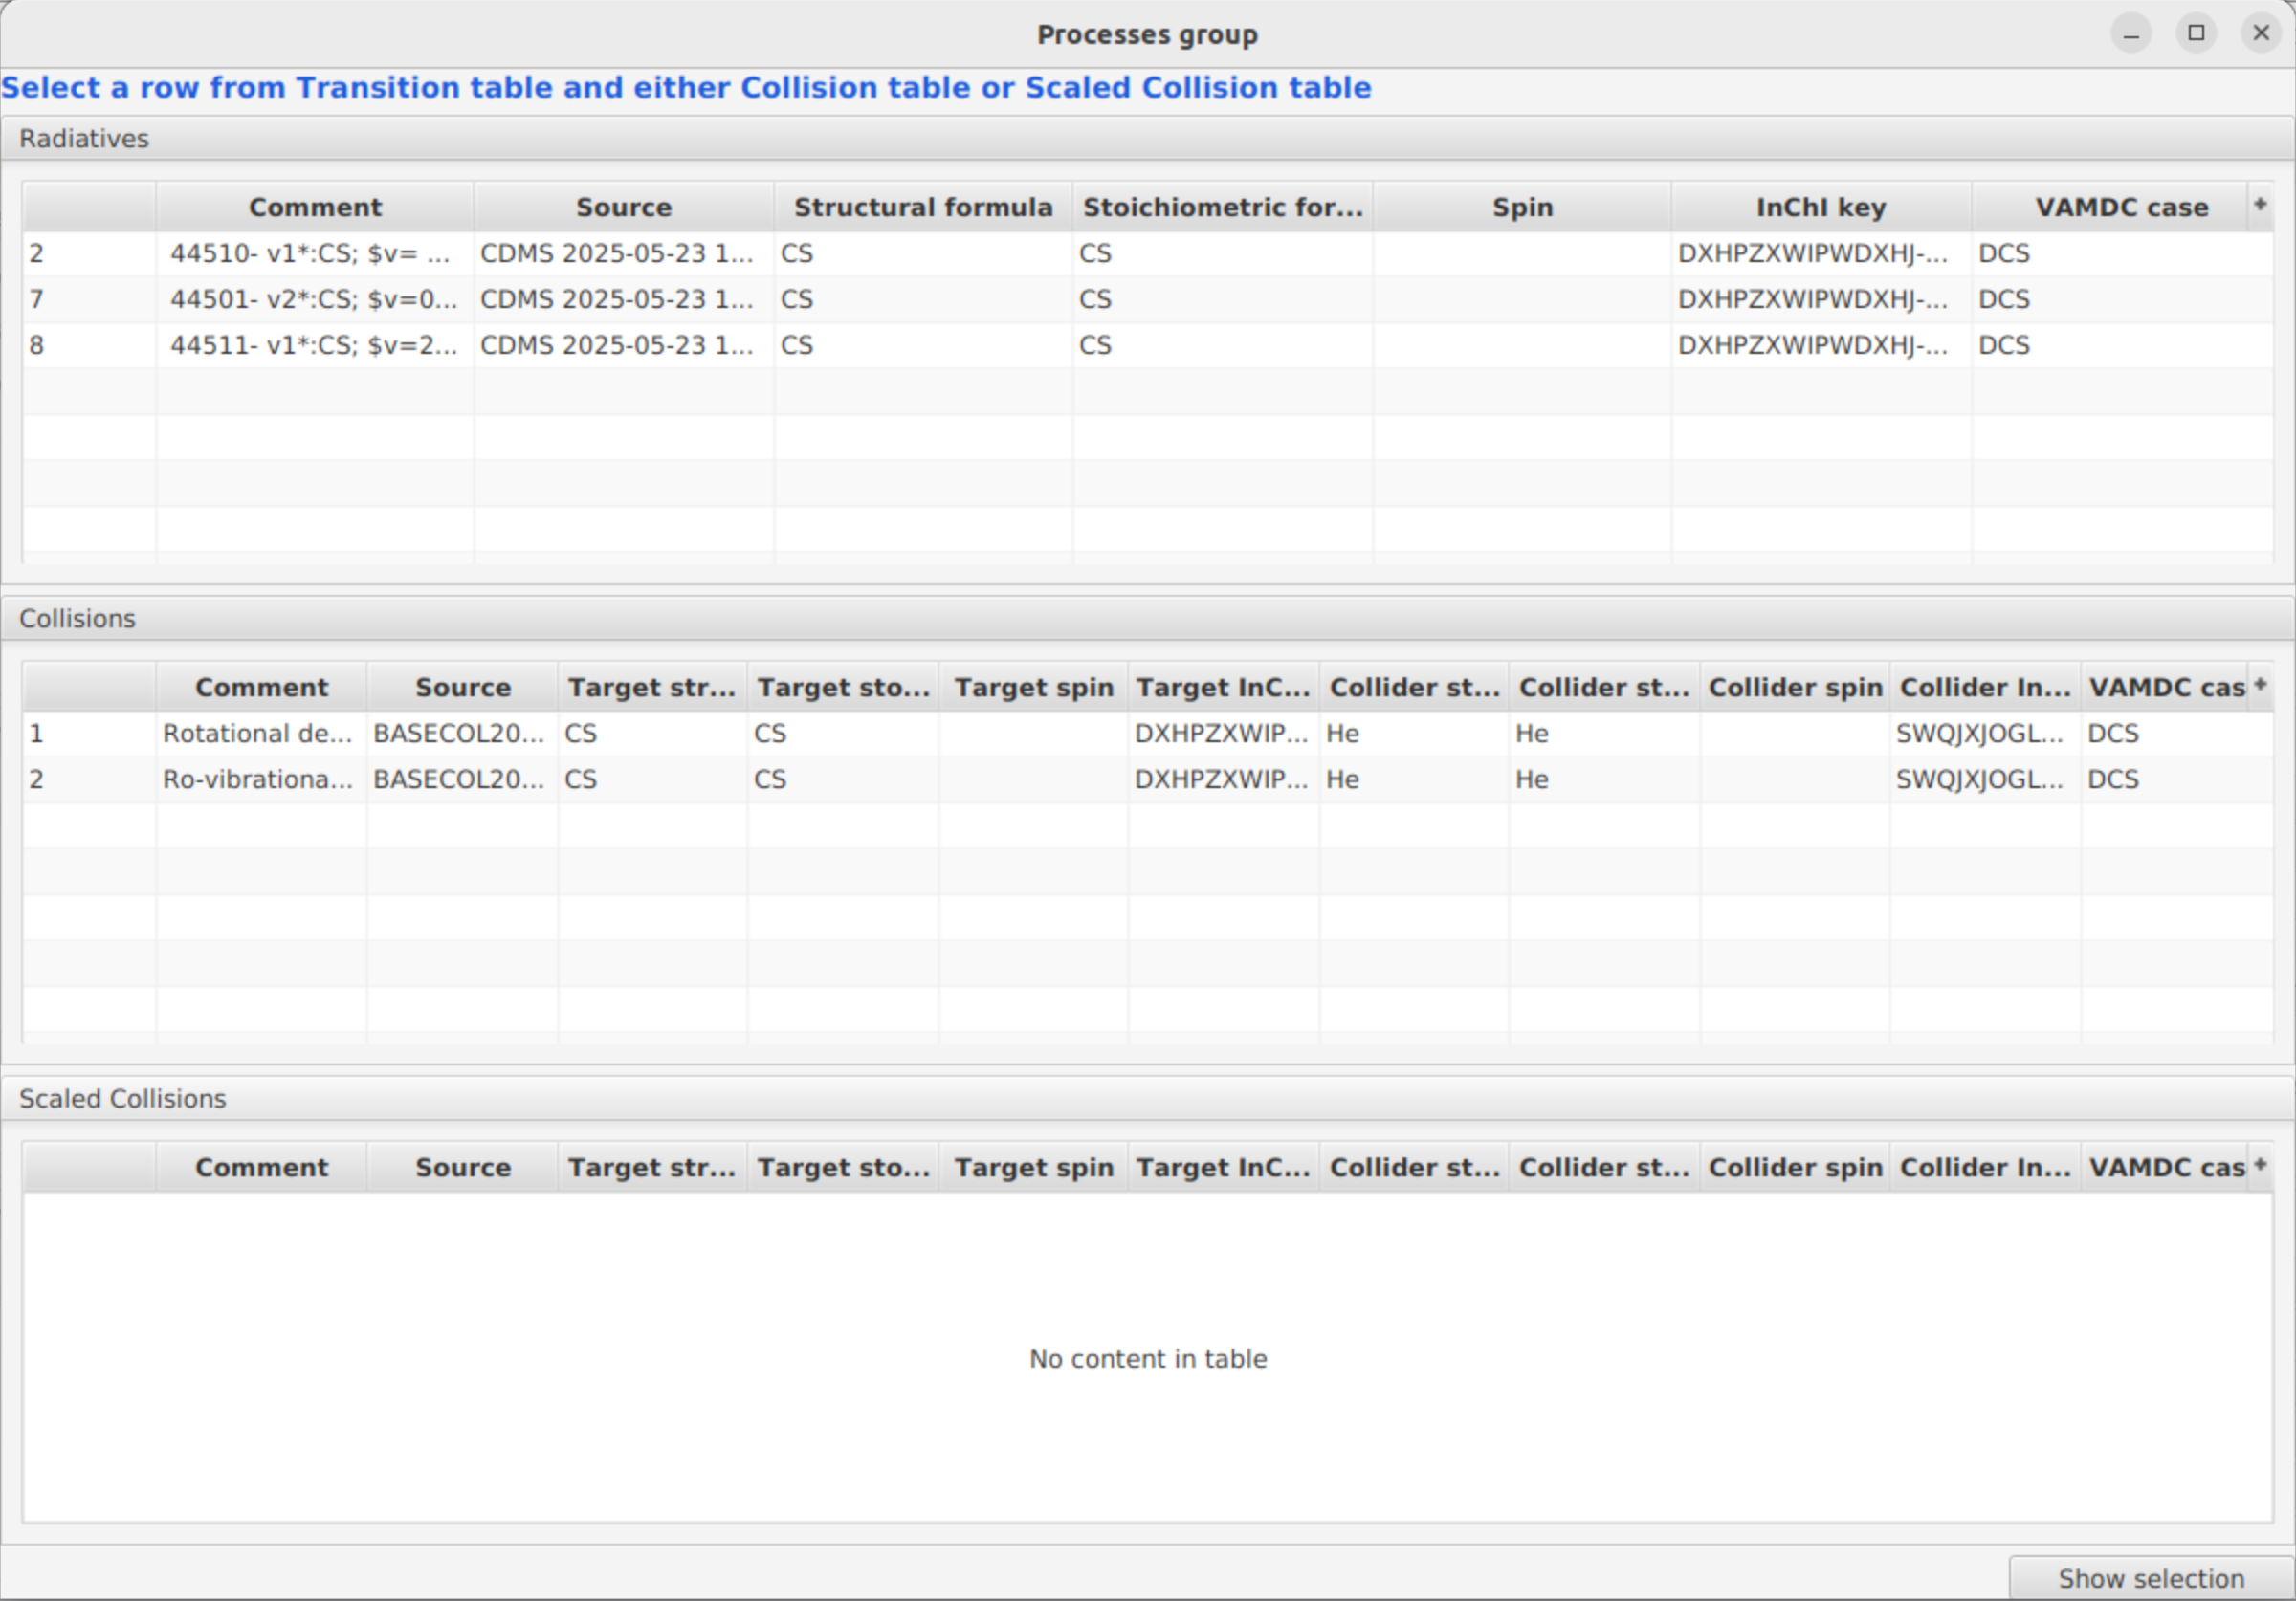 Processes group
Select a row from Transition table and either Collision table or Scaled Collision table
Radiatives
Comment Source Structural formula Stoichiometric for... Spin InChI key VAMDC case +
2 44510- v1*:CS; $v= ... CDMS 2025-05-23 1... CS CS DXHPZXWIPWDXHJ-... DCS
7 44501- v2*:CS; $v=0... CDMS 2025-05-23 1... CS CS DXHPZXWIPWDXHJ-... DCS
8 44511- v1*:CS; $v=2... CDMS 2025-05-23 1... CS CS DXHPZXWIPWDXHJ-... DCS
Collisions
Comment Source Target str... Target sto... Target spin Target InC... Collider st... Collider st... Collider spin Collider In... VAMDC cas +
1 Rotational de... BASECOL20... CS CS DXHPZXWIP... He He SWQJXJOGL... DCS
2 Ro-vibrationa... BASECOL20... CS CS DXHPZXWIP... He He SWQJXJOGL... DCS
Scaled Collisions
Comment Source Target str... Target sto... Target spin Target InC... Collider st... Collider st... Collider spin Collider In... VAMDC cas +
No content in table
Show selection